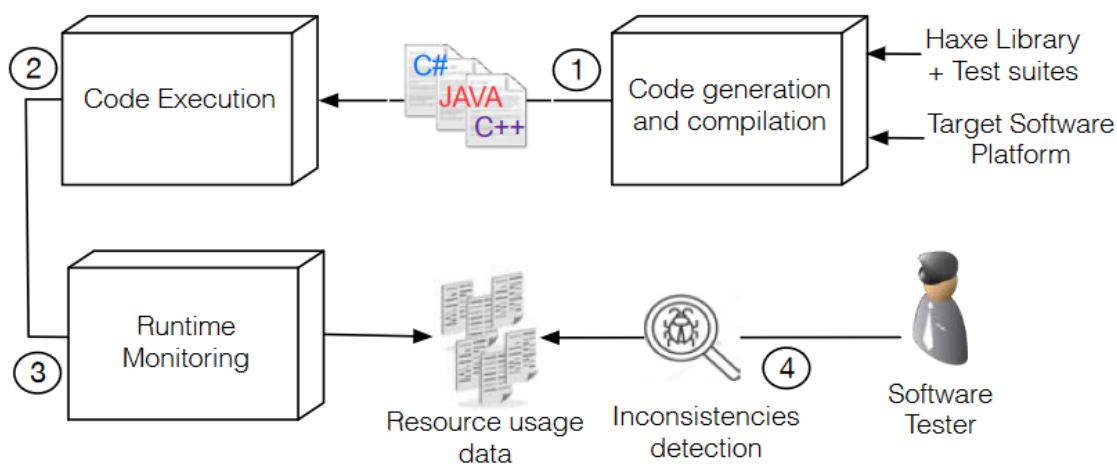 2
Code Execution
C#
JAVA
C++
1
Code generation
and compilation
Haxe Library
+ Test suites
Target Software
Platform
3
Runtime
Monitoring
Resource usage
data
Inconsistencies
detection
4
Software
Tester